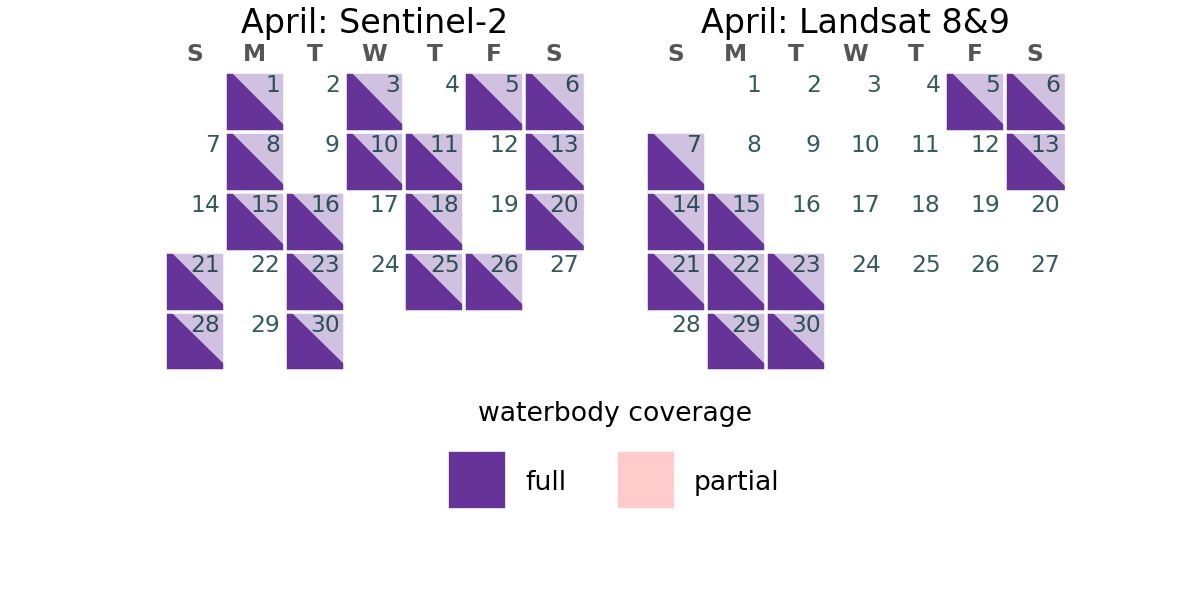 April: Sentinel-2
S M T W T F S
1 2 3 4 5 6
7 8 9 10 11 12 13
14 15 16 17 18 19 20
21 22 23 24 25 26 27
28 29 30
April: Landsat 8&9
S M T W T F S
1 2 3 4 5 6
7 8 9 10 11 12 13
14 15 16 17 18 19 20
21 22 23 24 25 26 27
28 29 30
waterbody coverage
full partial